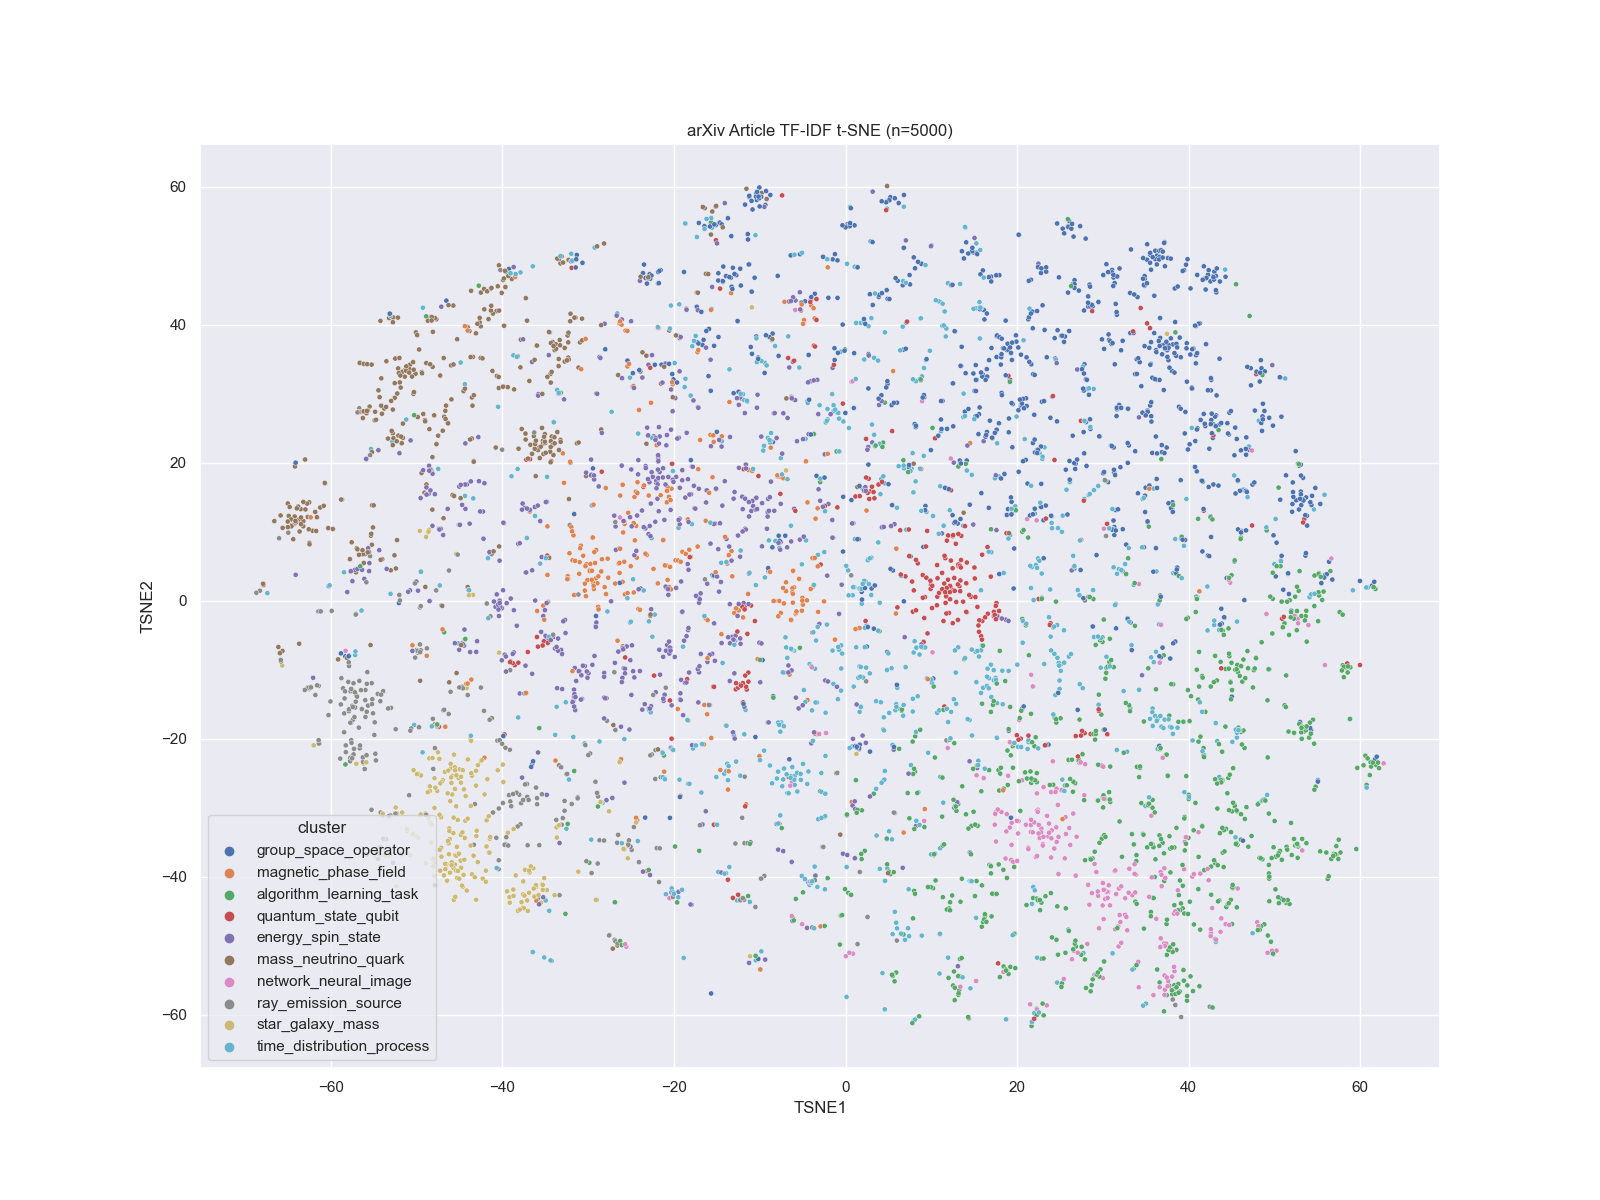 arXiv Article TF-IDF t-SNE (n=5000)
60
40
20
0
−20
−40
−60
TSNE2
cluster
group_space_operator
magnetic_phase_field
algorithm_learning_task
quantum_state_qubit
energy_spin_state
mass_neutrino_quark
network_neural_image
ray_emission_source
star_galaxy_mass
time_distribution_process
−60 −40 −20 0 20 40 60
TSNE1